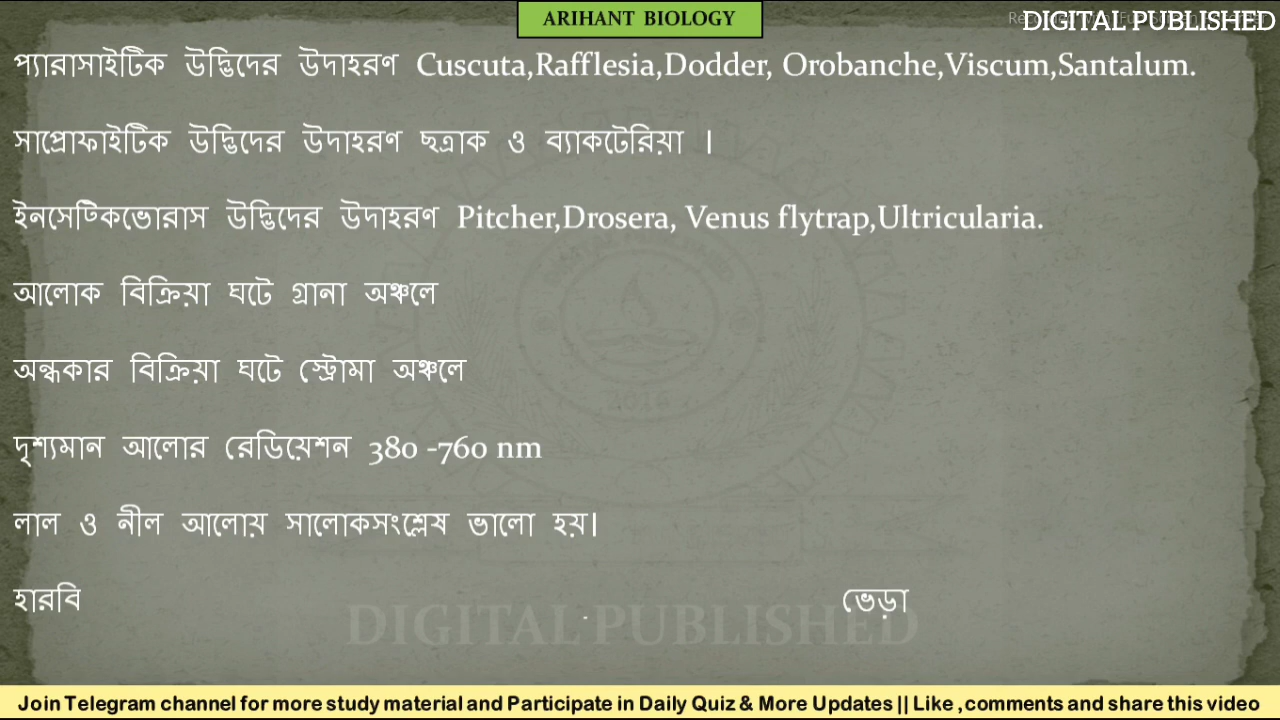 ARIHANT BIOLOGY
DIGITAL PUBLISHED
প্যারাসাইটিক উদ্ভিদের উদাহরণ Cuscuta,Rafflesia,Dodder, Orobanche,Viscum,Santalum.
সাপ্রোফাইটিক উদ্ভিদের উদাহরণ ছত্রাক ও ব্যাকটেরিয়া ।
ইনসেক্টিকভোরাস উদ্ভিদের উদাহরণ Pitcher,Drosera, Venus flytrap,Ultricularia.
আলোক বিক্রিয়া ঘটে গ্রানা অঞ্চলে
অন্ধকার বিক্রিয়া ঘটে স্ট্রোমা অঞ্চলে
দৃশ্যমান আলোর রেডিয়েশন 380 -760 nm
লাল ও নীল আলোয় সালোকসংশ্লেষ ভালো হয়।
হারবি ভেড়া
DIGITAL PUBLISHED
Join Telegram channel for more study material and Participate in Daily Quiz & More Updates || Like ,comments and share this video